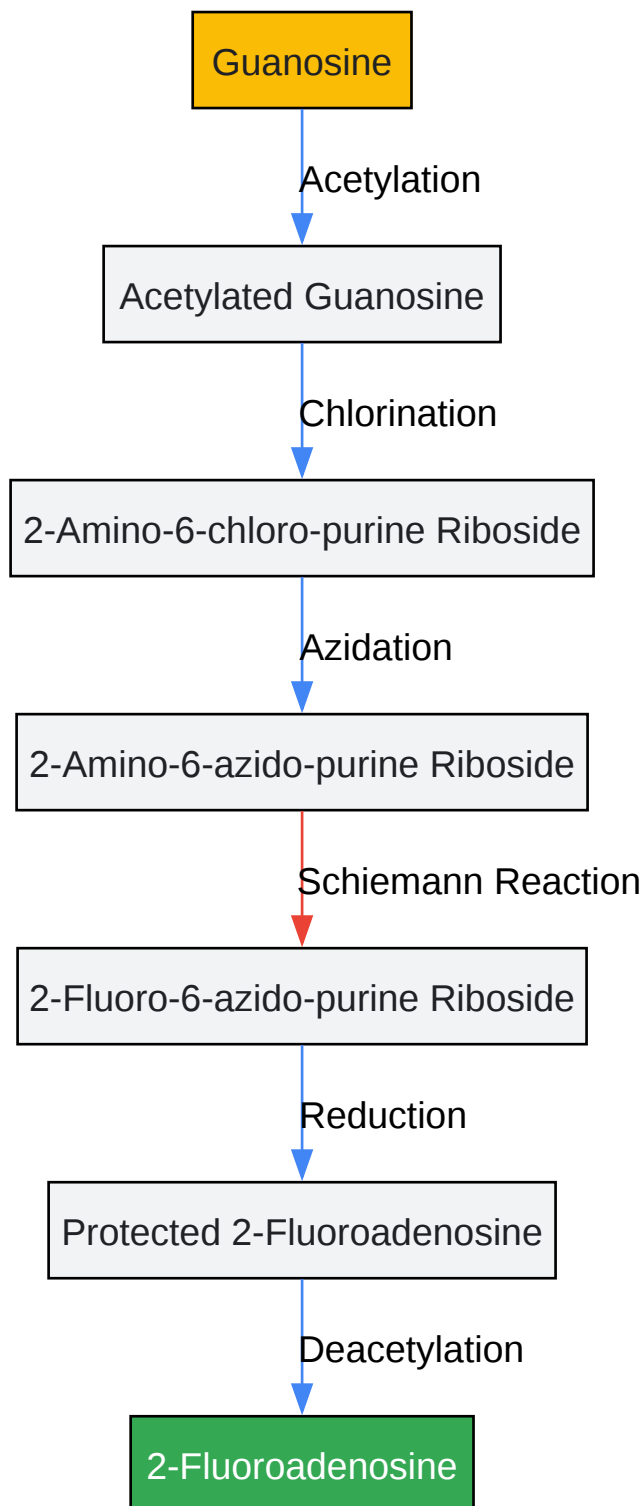 Guanosine
Acetylation
Acetylated Guanosine
Chlorination
2-Amino-6-chloro-purine Riboside
Azidation
2-Amino-6-azido-purine Riboside
Schiemann Reaction
2-Fluoro-6-azido-purine Riboside
Reduction
Protected 2-Fluoroadenosine
Deacetylation
2-Fluoroadenosine